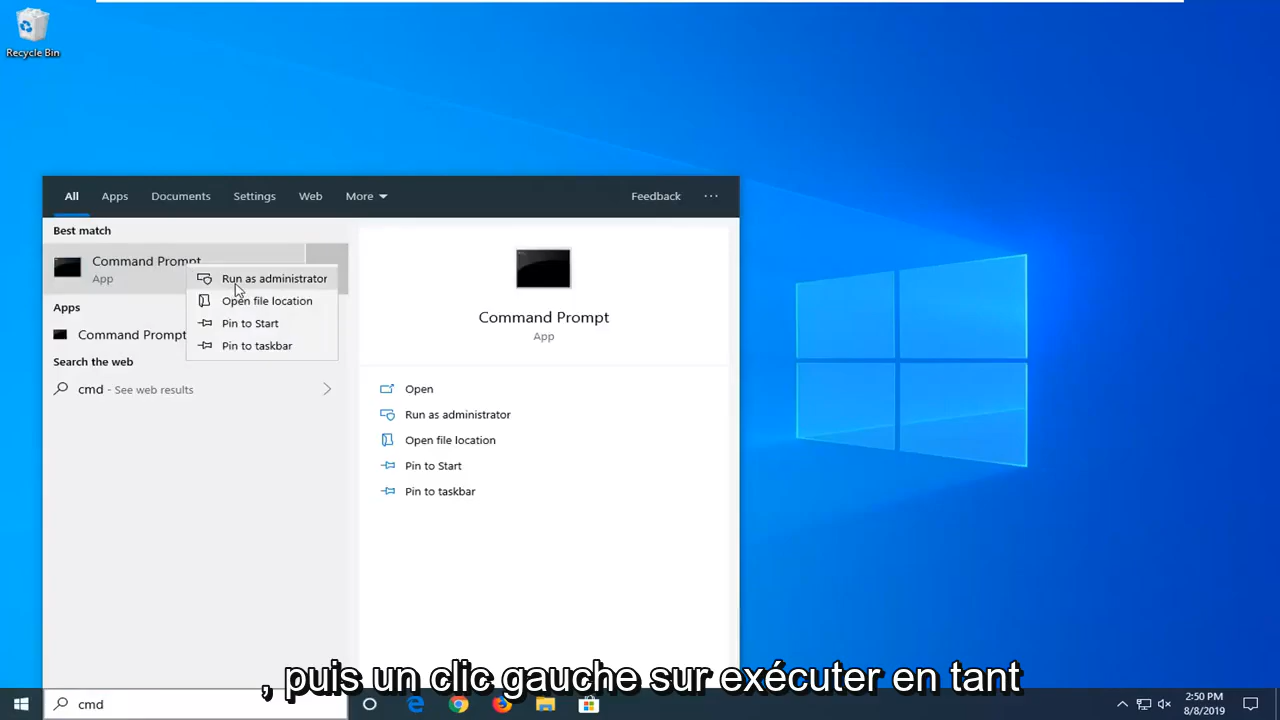 Recycle Bin
All Apps Documents Settings Web More Feedback ...
Best match
Command Prompt
App
Run as administrator
Open file location
Pin to Start
Pin to taskbar
Apps
Command Prompt
Search the web
cmd - See web results
Command Prompt
App
Open
Run as administrator
Open file location
Pin to Start
Pin to taskbar
, puis un clic gauche sur exécuter en tant
cmd
2:50 PM
8/8/2019